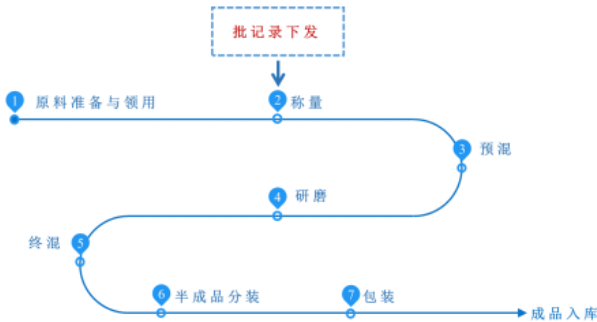 批记录下发
1 原料准备与领用
2 称量
3 预混
4 研磨
5 终混
6 半成品分装
7 包装
成品入库